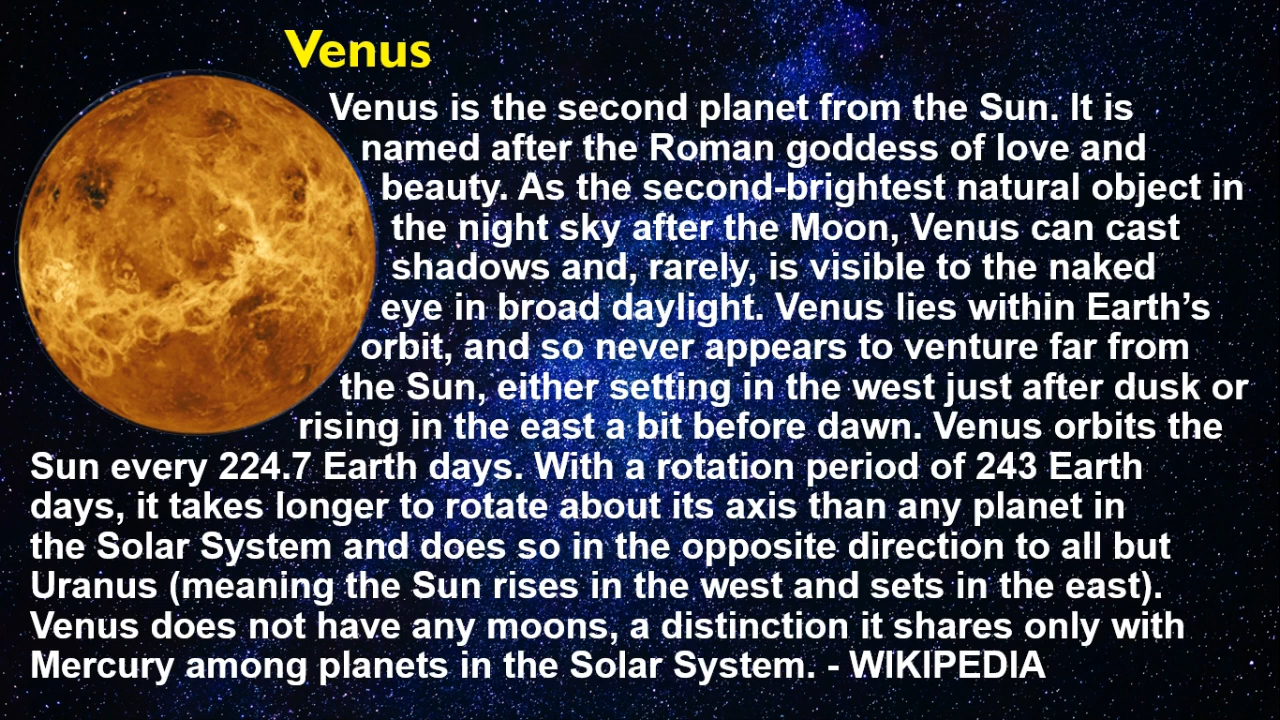 Venus
Venus is the second planet from the Sun. It is
named after the Roman goddess of love and
beauty. As the second-brightest natural object in
the night sky after the Moon, Venus can cast
shadows and, rarely, is visible to the naked
eye in broad daylight. Venus lies within Earth’s
orbit, and so never appears to venture far from
the Sun, either setting in the west just after dusk or
rising in the east a bit before dawn. Venus orbits the
Sun every 224.7 Earth days. With a rotation period of 243 Earth
days, it takes longer to rotate about its axis than any planet in
the Solar System and does so in the opposite direction to all but
Uranus (meaning the Sun rises in the west and sets in the east).
Venus does not have any moons, a distinction it shares only with
Mercury among planets in the Solar System. - WIKIPEDIA